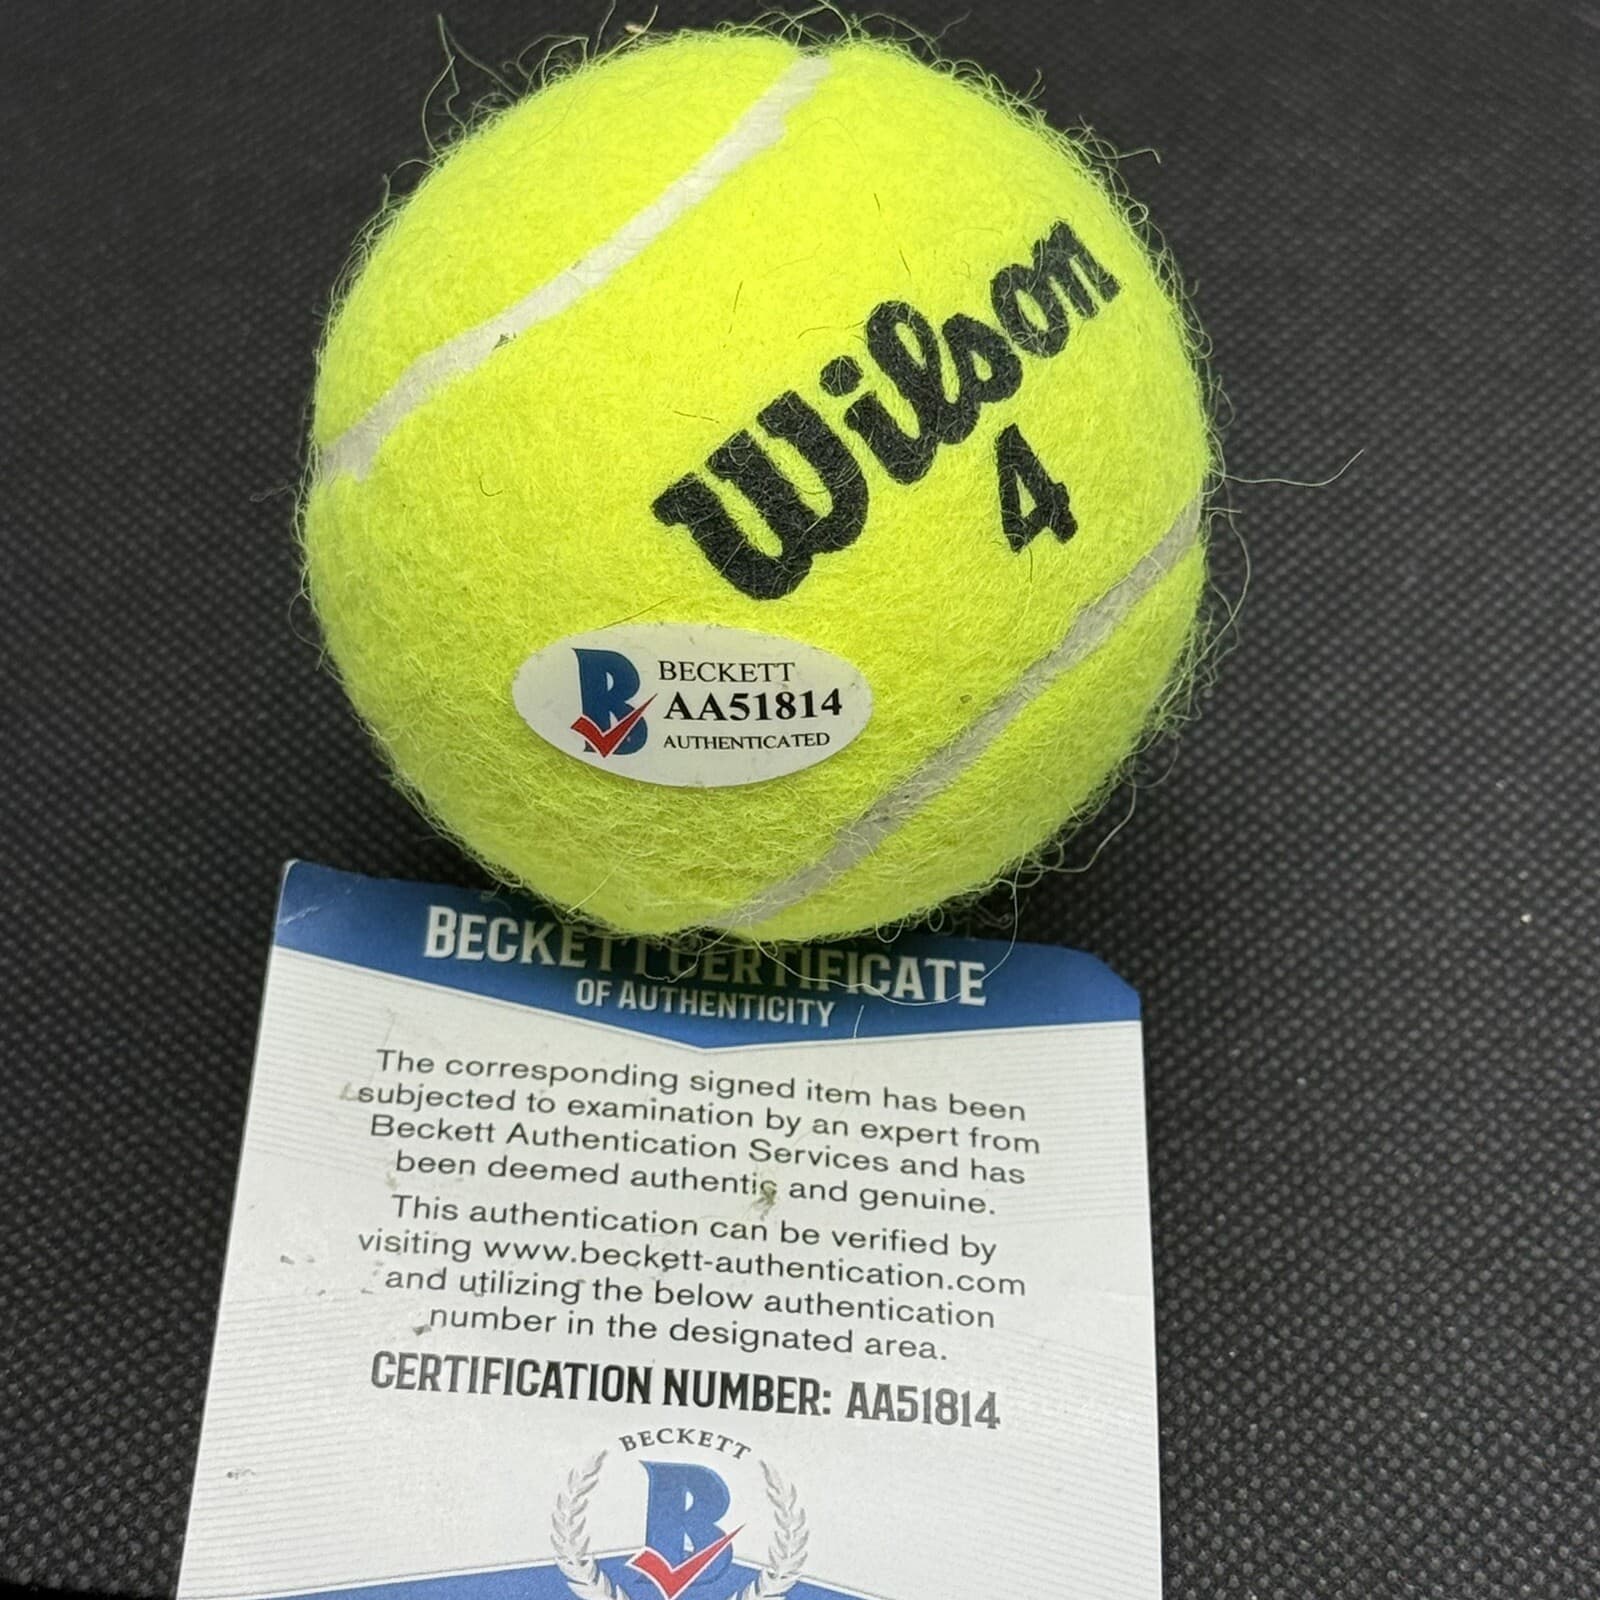 Wilson
4
BECKETT
AA51814
AUTHENTICATED
BECKETT CERTIFICATE
OF AUTHENTICITY
The corresponding signed item has been
subjected to examination by an expert from
Beckett Authentication Services and has
been deemed authentic and genuine.
This authentication can be verified by
visiting www.beckett-authentication.com
and utilizing the below authentication
number in the designated area.
CERTIFICATION NUMBER: AA51814
BECKETT
B